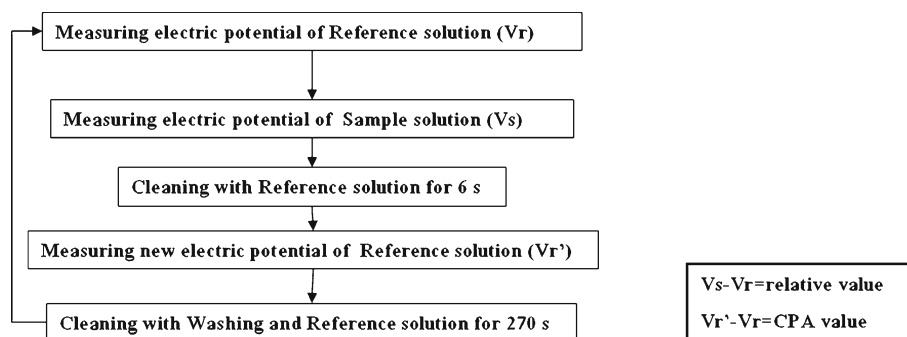 Measuring electric potential of Reference solution (Vr)
Measuring electric potential of Sample solution (Vs)
Cleaning with Reference solution for 6 s
Measuring new electric potential of Reference solution (Vr’)
Cleaning with Washing and Reference solution for 270 s
Vs-Vr=relative value
Vr’-Vr=CPA value